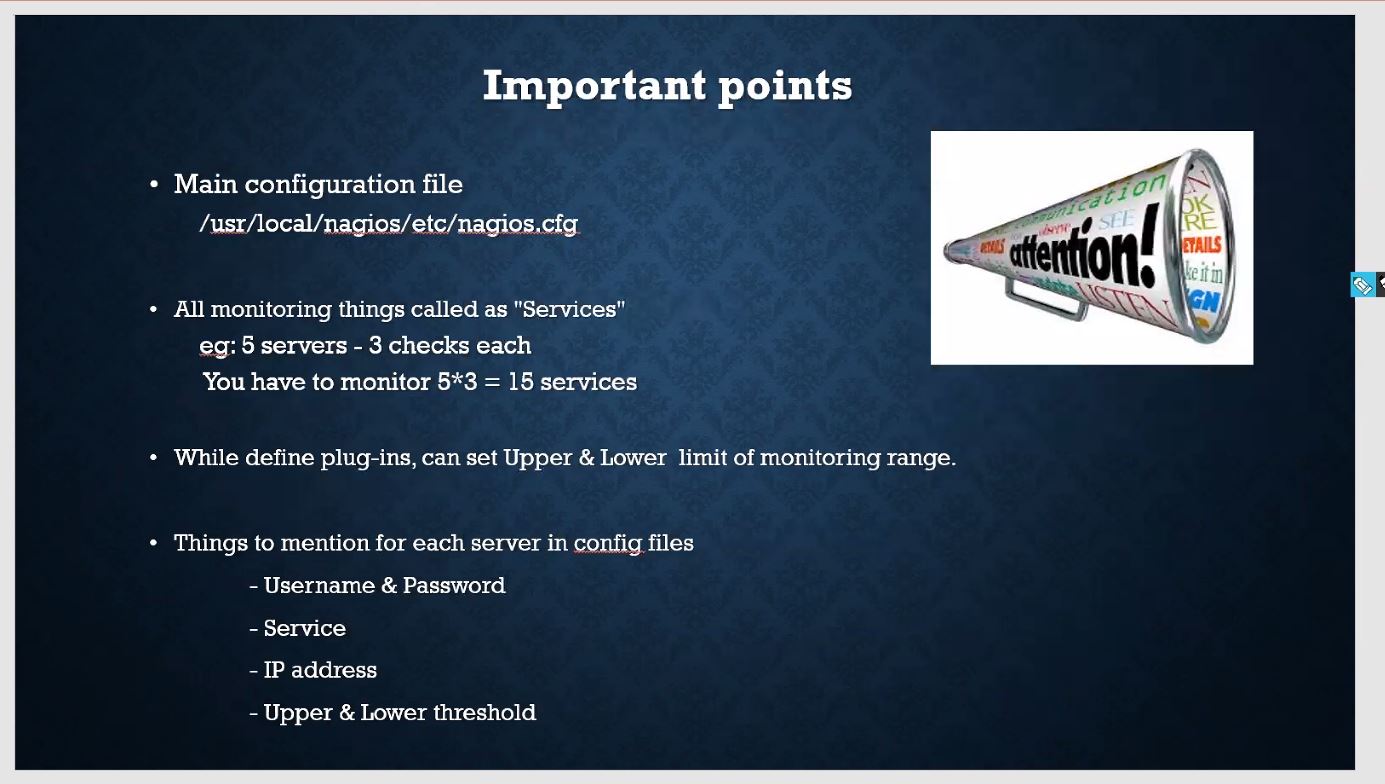 Important points
• Main configuration file
/usr/local/nagios/etc/nagios.cfg
• All monitoring things called as "Services"
eg: 5 servers - 3 checks each
You have to monitor 5*3 = 15 services
• While define plug-ins, can set Upper & Lower limit of monitoring range.
• Things to mention for each server in config files
- Username & Password
- Service
- IP address
- Upper & Lower threshold
communication
SEE
observe
DETAILS
attention!
LISTEN
DETAILS
ke it in